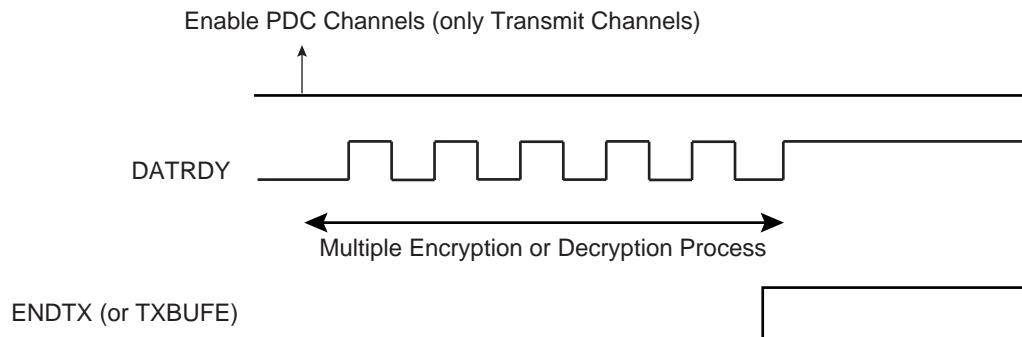 Enable PDC Channels (only Transmit Channels)
DATRDY
Multiple Encryption or Decryption Process
ENDTX (or TXBUFE)